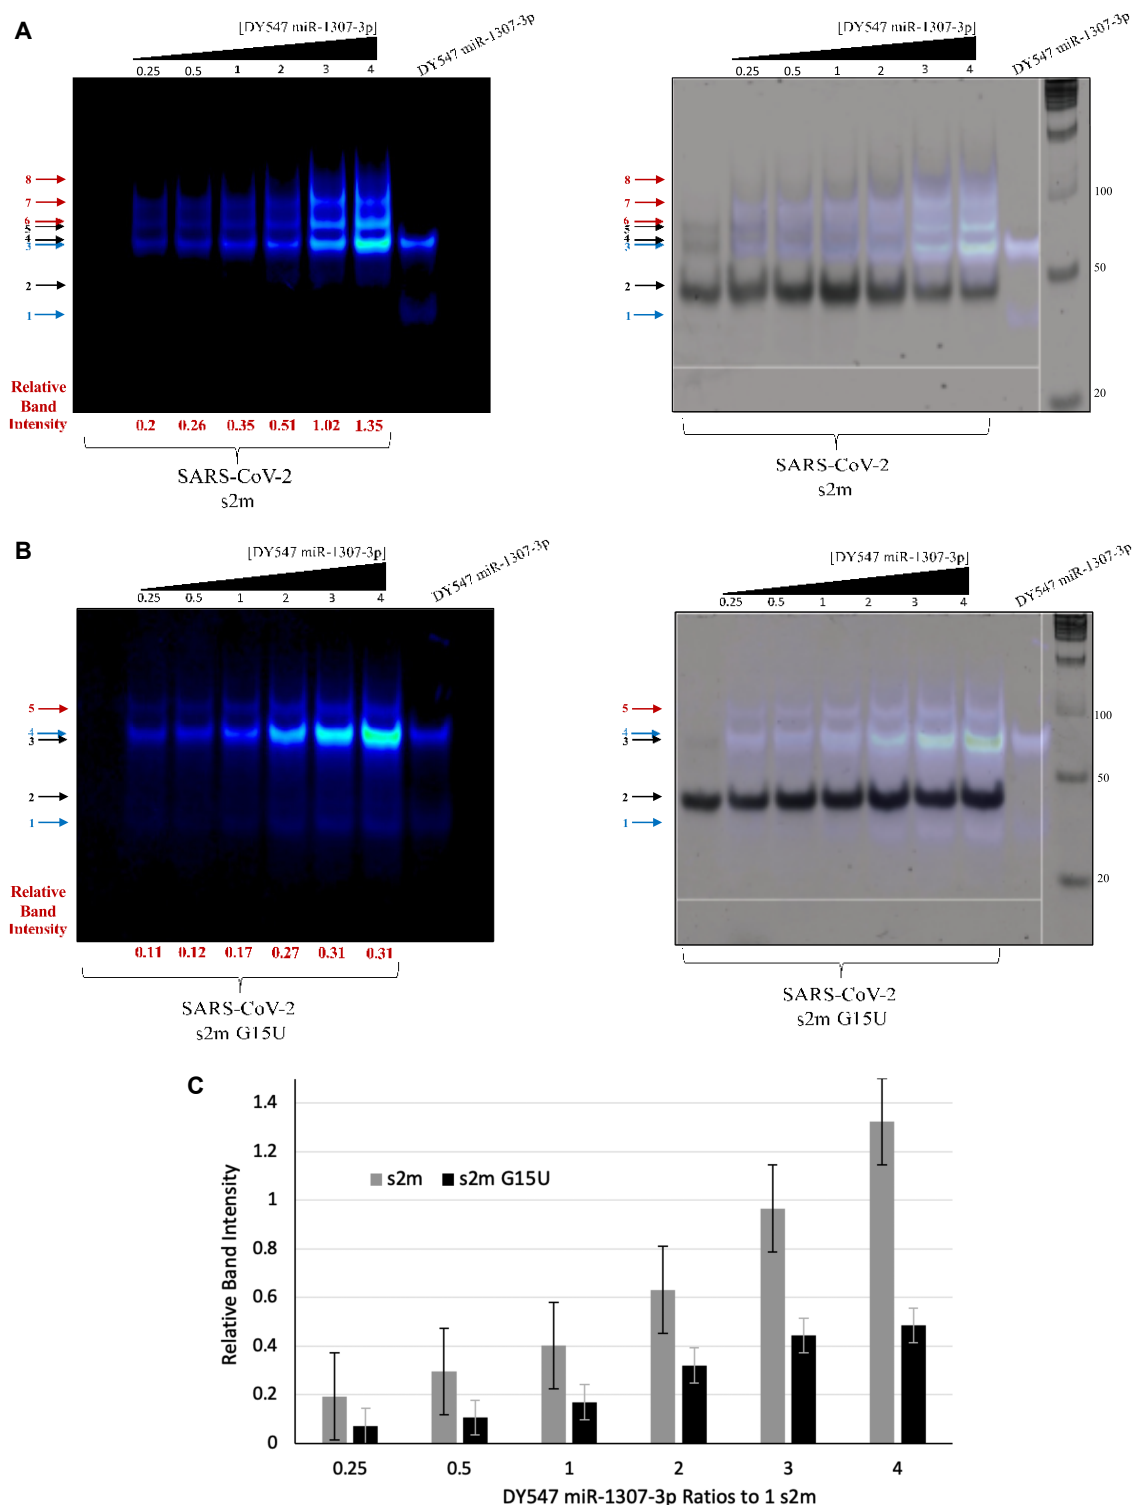 A
[DY547 miR-1307-3p]
0.25 0.5 1 2 3 4
DY547 miR-1307-3p
8
7
6
5
4
3
2
1
Relative
Band
Intensity
0.2 0.26 0.35 0.51 1.02 1.35
SARS-CoV-2
s2m
[DY547 miR-1307-3p]
0.25 0.5 1 2 3 4
DY547 miR-1307-3p
8
7
6
5
4
3
2
1
100
50
20
SARS-CoV-2
s2m
B
[DY547 miR-1307-3p]
0.25 0.5 1 2 3 4
DY547 miR-1307-3p
5
4
3
2
1
Relative
Band
Intensity
0.11 0.12 0.17 0.27 0.31 0.31
SARS-CoV-2
s2m G15U
[DY547 miR-1307-3p]
0.25 0.5 1 2 3 4
DY547 miR-1307-3p
5
4
3
2
1
100
50
20
SARS-CoV-2
s2m G15U
C
Relative Band Intensity
1.4
1.2
1
0.8
0.6
0.4
0.2
0
s2m s2m G15U
0.25 0.5 1 2 3 4
DY547 miR-1307-3p Ratios to 1 s2m